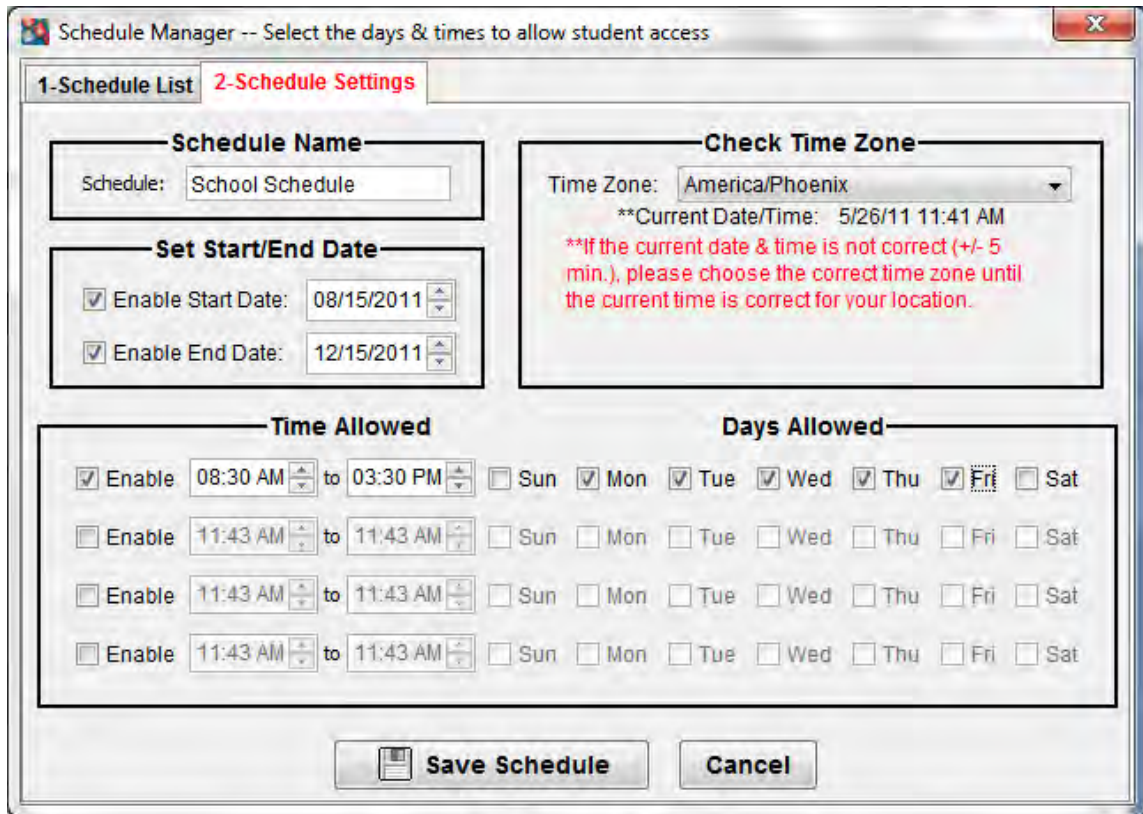 Schedule Manager -- Select the days & times to allow student access
X
1-Schedule List 2-Schedule Settings
Schedule Name
Schedule: School Schedule
Set Start/End Date
Enable Start Date: 08/15/2011
Enable End Date: 12/15/2011
Check Time Zone
Time Zone: America/Phoenix
**Current Date/Time: 5/26/11 11:41 AM
**If the current date & time is not correct (+/- 5
min.), please choose the correct time zone until
the current time is correct for your location.
Time Allowed Days Allowed
Enable 08:30 AM to 03:30 PM Sun Mon Tue Wed Thu Fri Sat
Enable 11:43 AM to 11:43 AM Sun Mon Tue Wed Thu Fri Sat
Enable 11:43 AM to 11:43 AM Sun Mon Tue Wed Thu Fri Sat
Enable 11:43 AM to 11:43 AM Sun Mon Tue Wed Thu Fri Sat
Save Schedule Cancel